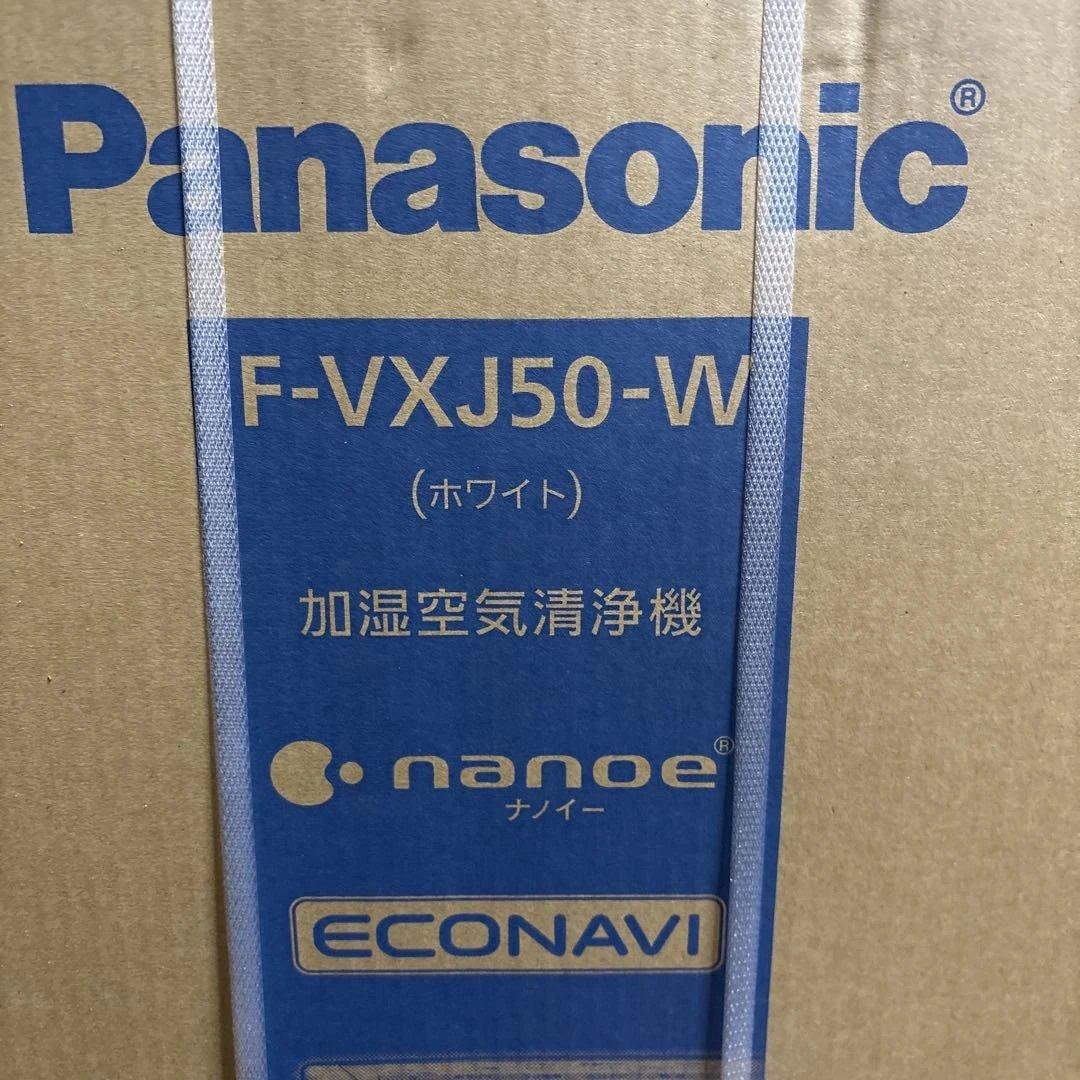 Panasonic®
F-VXJ50-W
(ホワイト)
加湿空気清浄機
nanoe®
ナノイー
ECONAVI